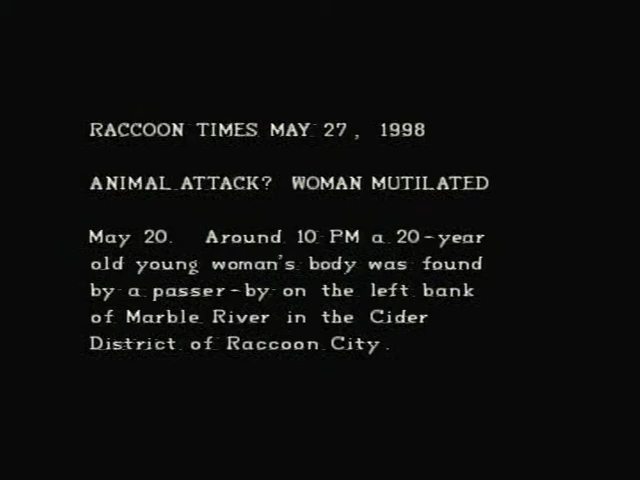 RACCOON TIMES MAY 27, 1998
ANIMAL ATTACK? WOMAN MUTILATED
May 20. Around 10 PM a 20-year
old young woman's body was found
by a passer-by on the left bank
of Marble River in the Cider
District of Raccoon City.